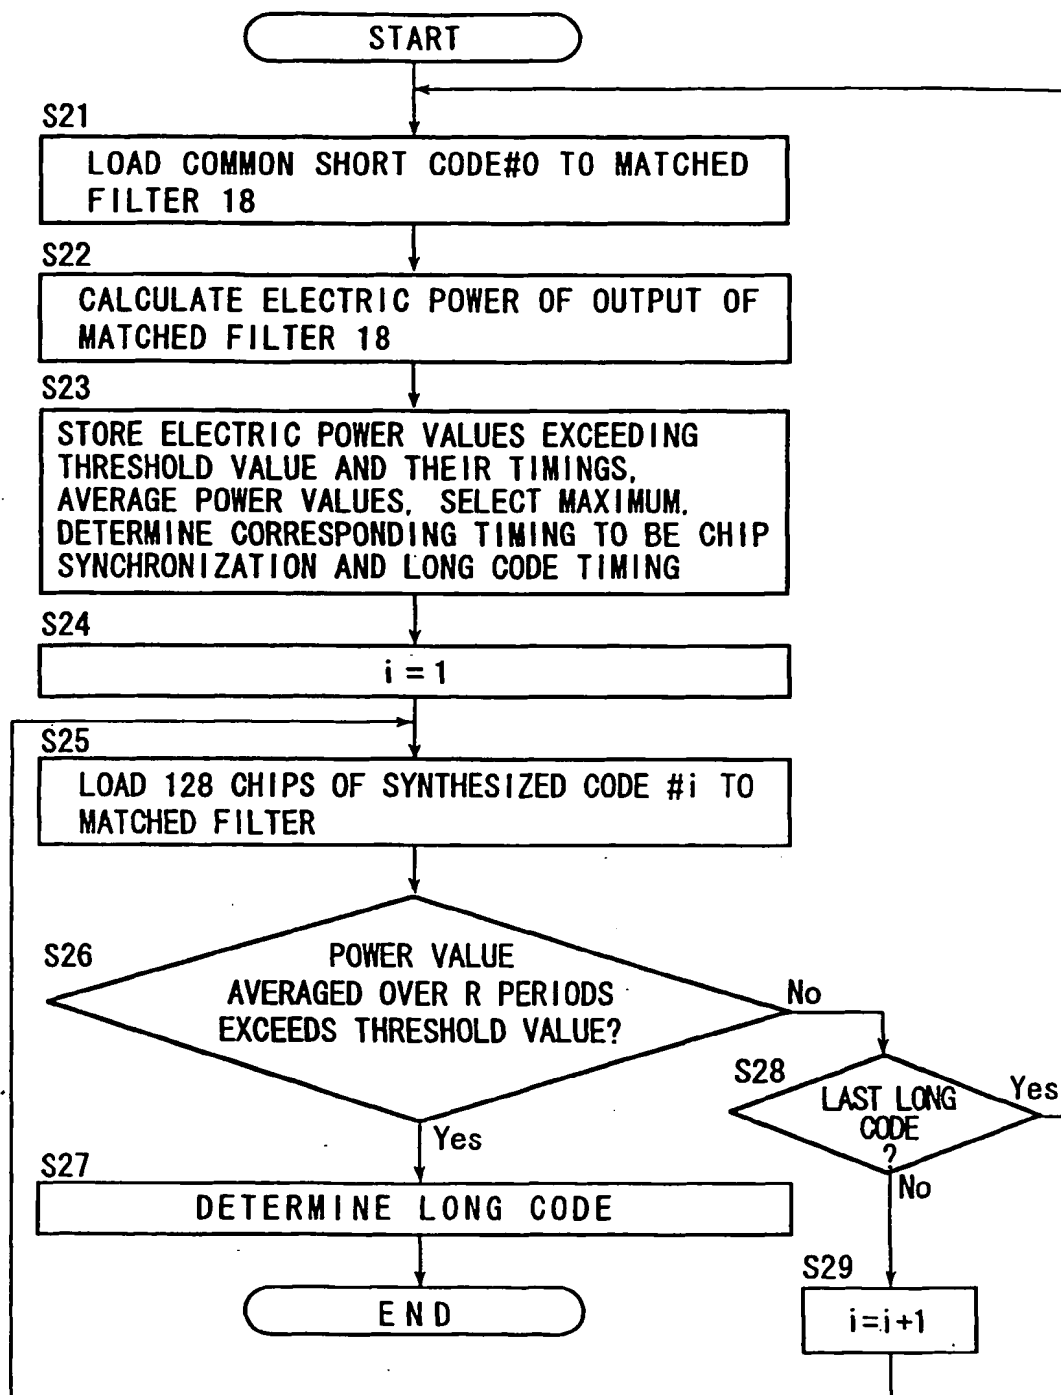 START
S21
LOAD COMMON SHORT CODE#0 TO MATCHED
FILTER 18
S22
CALCULATE ELECTRIC POWER OF OUTPUT OF
MATCHED FILTER 18
S23
STORE ELECTRIC POWER VALUES EXCEEDING
THRESHOLD VALUE AND THEIR TIMINGS,
AVERAGE POWER VALUES, SELECT MAXIMUM.
DETERMINE CORRESPONDING TIMING TO BE CHIP
SYNCHRONIZATION AND LONG CODE TIMING
S24
i = 1
S25
LOAD 128 CHIPS OF SYNTHESIZED CODE #i TO
MATCHED FILTER
S26
POWER VALUE
AVERAGED OVER R PERIODS
EXCEEDS THRESHOLD VALUE?
No
Yes
S28
LAST LONG
CODE
?
Yes
No
S27
DETERMINE LONG CODE
S29
i=i+1
END